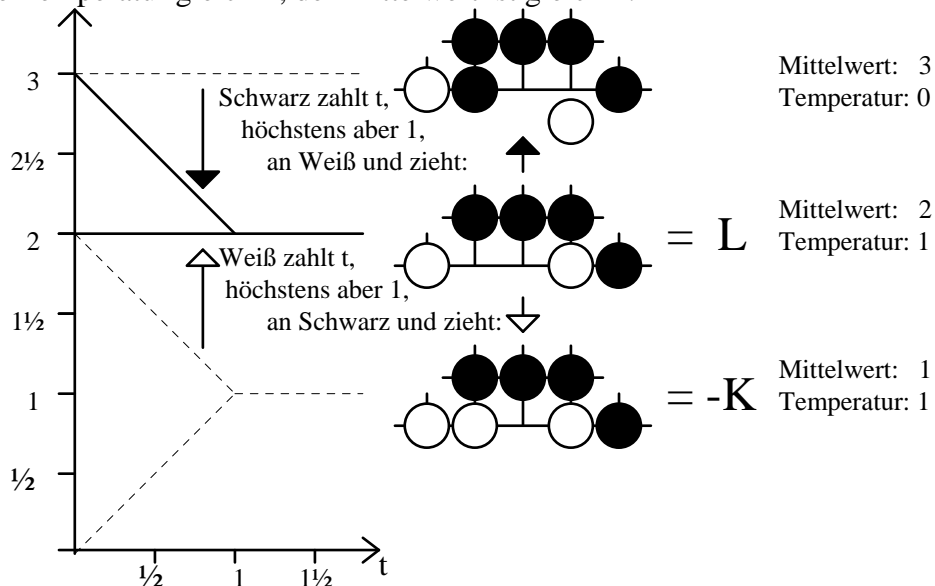 3
2½
2
1½
1
½
½
1
1½
t
Schwarz zahlt t,
höchstens aber 1,
an Weiß und zieht:
Weiß zahlt t,
höchstens aber 1,
an Schwarz und zieht:
Mittelwert: 3
Temperatur: 0
= L
Mittelwert: 2
Temperatur: 1
= -K
Mittelwert: 1
Temperatur: 1